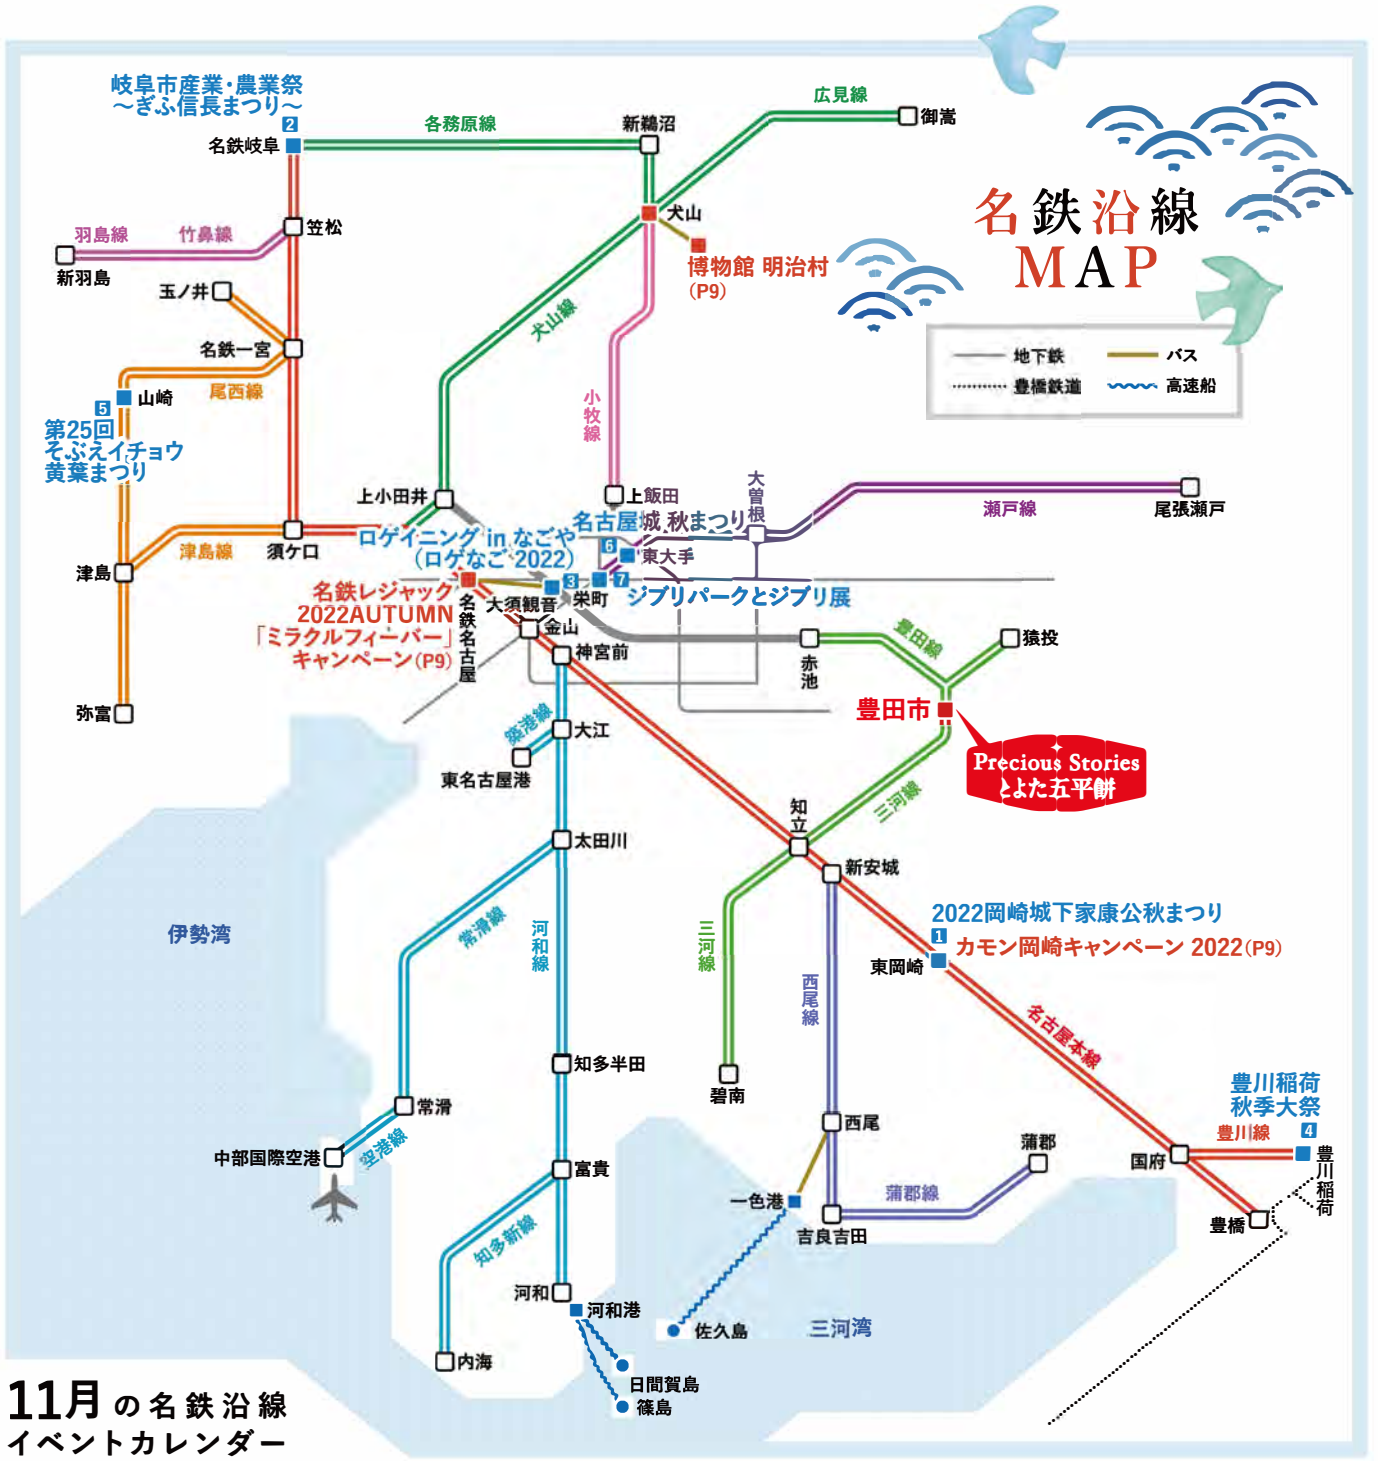 岐阜市産業・農業祭
～ぎふ信長まつり～
2
名鉄岐阜
各務原線
新鵜沼
広見線
御嵩
名鉄沿線
MAP
犬山
博物館 明治村
(P9)
地下鉄
バス
豊橋鉄道
高速船
羽島線
竹鼻線
笠松
新羽島
玉ノ井
名鉄一宮
尾西線
犬山線
小牧線
5
山崎
第25回
そぶえイチョウ
黄葉まつり
上小田井
上飯田
大曽根
瀬戸線
尾張瀬戸
津島線
須ケ口
津島
弥富
ロゲイニング in なごや
(ロゲなご 2022)
名古屋城 秋まつり
6
東大手
3
7
大須観音
栄町
ジブリパークとジブリ展
名鉄レジャック
2022AUTUMN
「ミラクルフィーバー」
キャンペーン(P9)
名鉄名古屋
金山
神宮前
赤池
豊田線
猿投
豊田市
Precious Stories
とよた五平餅
三河線
築港線
大江
東名古屋港
太田川
知立
新安城
伊勢湾
常滑線
河和線
三河線
西尾線
2022岡崎城下家康公秋まつり
1
カモン岡崎キャンペーン 2022(P9)
東岡崎
名古屋本線
知多半田
碧南
常滑
中部国際空港
空港線
富貴
知多新線
西尾
一色港
吉良吉田
蒲郡線
蒲郡
国府
豊川稲荷
秋季大祭
豊川線
4
豊川稲荷
豊橋
河和
河和港
内海
佐久島
三河湾
日間賀島
篠島
11月の名鉄沿線
イベントカレンダー